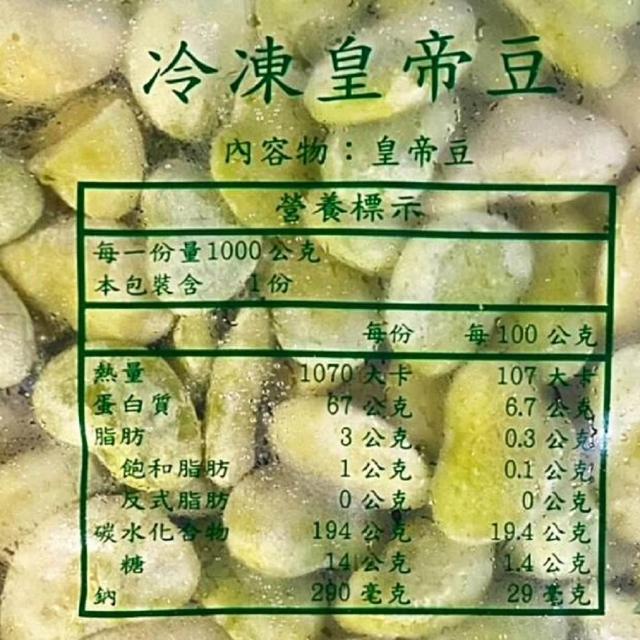 冷凍皇帝豆
內容物：皇帝豆
營養標示
每一份量1000公克
本包裝含 1份
每份 每100公克
熱量 1070大卡 107大卡
蛋白質 67公克 6.7公克
脂肪 3公克 0.3公克
飽和脂肪 1公克 0.1公克
反式脂肪 0公克 0公克
碳水化合物 194公克 19.4公克
糖 14公克 1.4公克
鈉 290毫克 29毫克